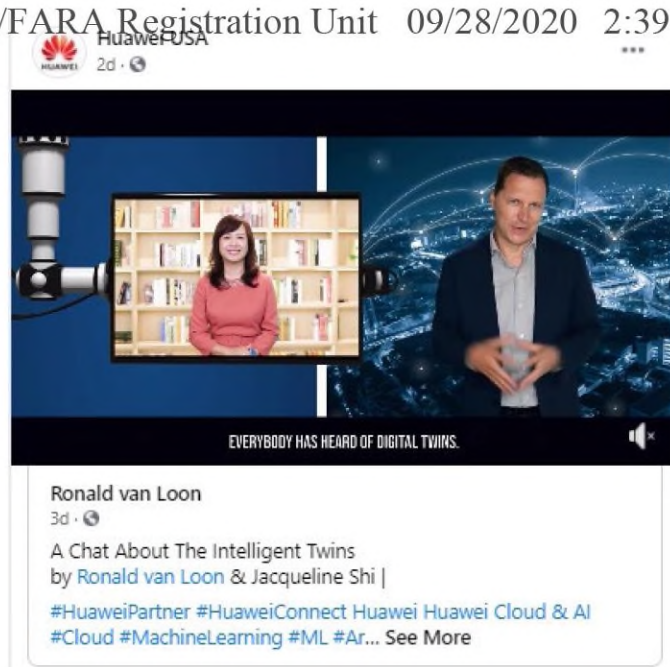 /FARA Registration Unit 09/28/2020 2:39
Huawei USA
HUAWEI
2d ·
EVERYBODY HAS HEARD OF DIGITAL TWINS.
Ronald van Loon
3d ·
A Chat About The Intelligent Twins
by Ronald van Loon & Jacqueline Shi |
#HuaweiPartner #HuaweiConnect Huawei Huawei Cloud & AI
#Cloud #MachineLearning #ML #Ar... See More